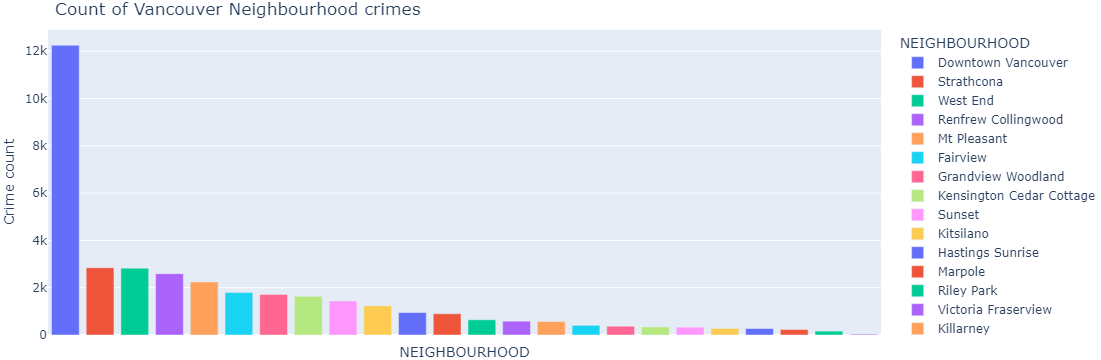 Count of Vancouver Neighbourhood crimes
12k
10k
8k
6k
4k
2k
0
Crime count
NEIGHBOURHOOD
NEIGHBOURHOOD
Downtown Vancouver
Strathcona
West End
Renfrew Collingwood
Mt Pleasant
Fairview
Grandview Woodland
Kensington Cedar Cottage
Sunset
Kitsilano
Hastings Sunrise
Marpole
Riley Park
Victoria Fraserview
Killarney